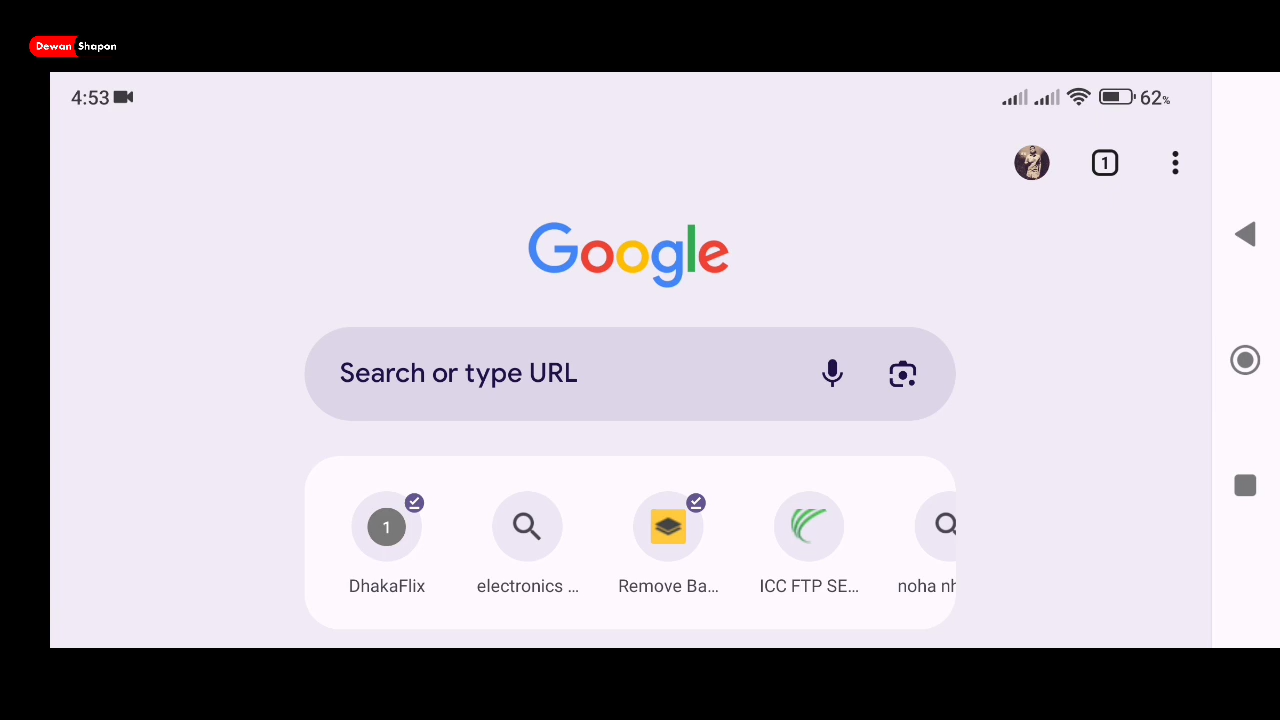 Dewan Shapon
4:53
62%
1
Google
Search or type URL
1
DhakaFlix
electronics ...
Remove Ba...
ICC FTP SE...
noha nh